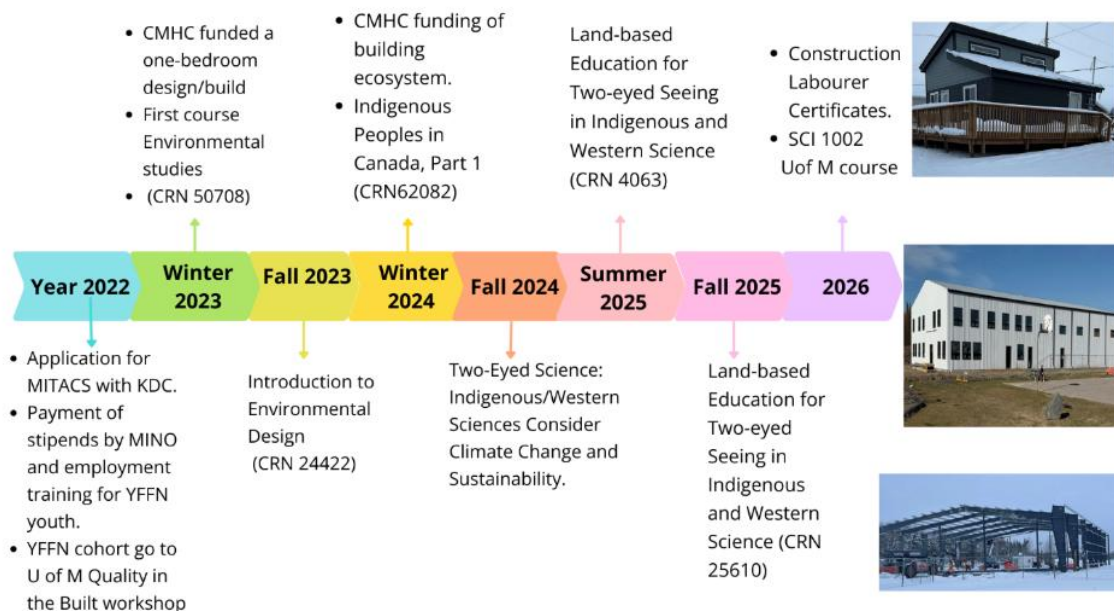 • CMHC funded a
one-bedroom
design/build
• First course
Environmental
studies
• (CRN 50708)
• CMHC funding of
building
ecosystem.
• Indigenous
Peoples in
Canada, Part 1
(CRN62082)
Land-based
Education for
Two-eyed Seeing
in Indigenous and
Western Science
(CRN 4063)
• Construction
Labourer
Certificates.
• SCI 1002
Uof M course
Year 2022
Winter
2023
Fall 2023
Winter
2024
Fall 2024
Summer
2025
Fall 2025
2026
• Application for
MITACS with KDC.
• Payment of
stipends by MINO
and employment
training for YFFN
youth.
• YFFN cohort go to
U of M Quality in
the Built workshop
Introduction to
Environmental
Design
(CRN 24422)
Two-Eyed Science:
Indigenous/Western
Sciences Consider
Climate Change and
Sustainability.
Land-based
Education for
Two-eyed
Seeing in
Indigenous
and Western
Science (CRN
25610)